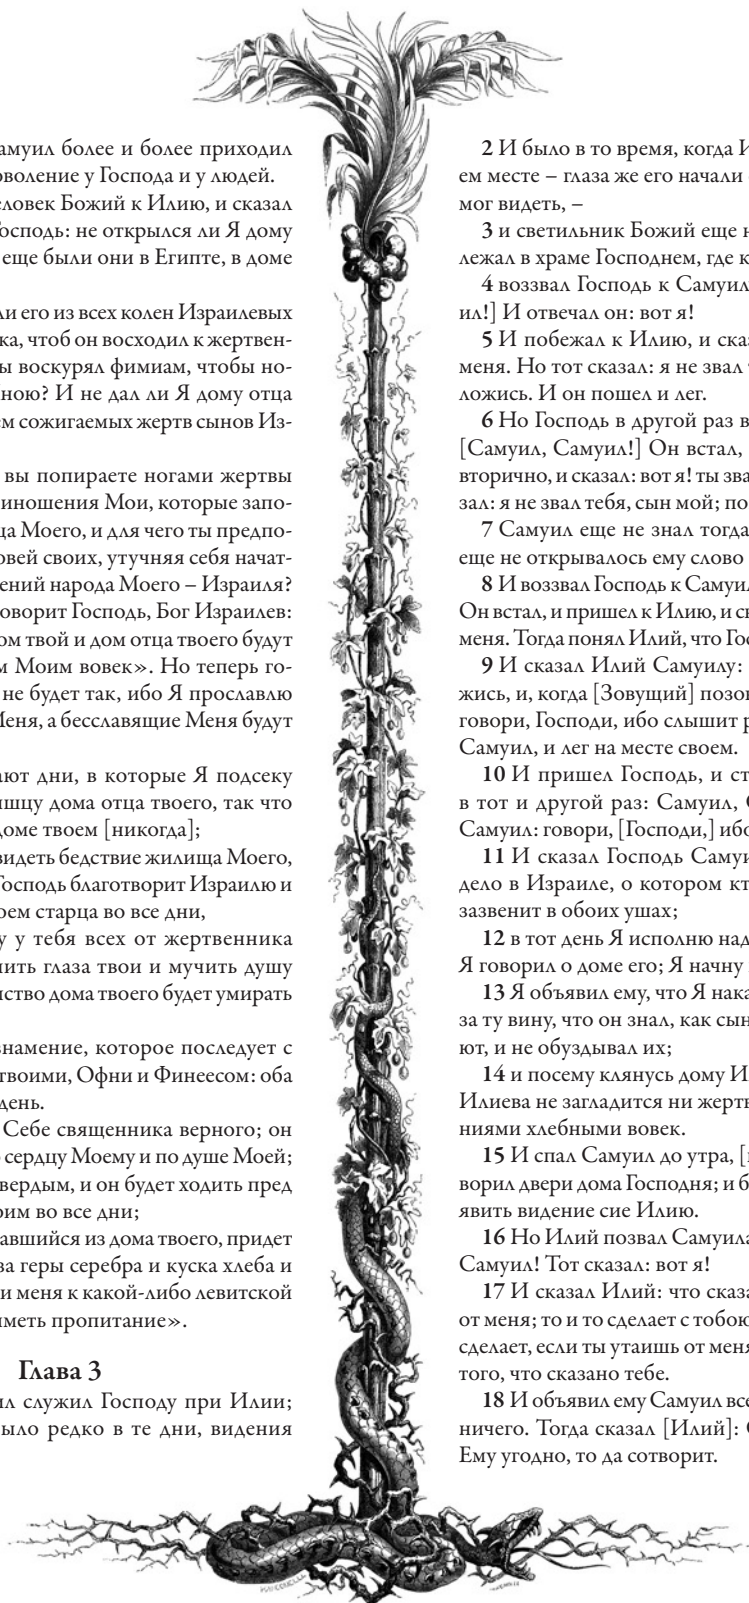 амуил более и более приходил
оволение у Господа и у людей.
еловек Божий к Илию, и сказал
Господь: не открылся ли Я дому
еще были они в Египте, в доме
ли его из всех колен Израилевых
ка, чтоб он восходил к жертвен-
ы воскурял фимиам, чтобы но-
ною? И не дал ли Я дому отца
ем сожигаемых жертв сынов Из-
вы попираете ногами жертвы
риношения Мои, которые запо-
ща Моего, и для чего ты предпо-
овей своих, утучняя себя начат-
ений народа Моего – Израиля?
оворит Господь, Бог Израилев:
ом твой и дом отца твоего будут
м Моим вовек». Но теперь го-
не будет так, ибо Я прославлю
Меня, а бесславящие Меня будут
ают дни, в которые Я подсеку
ышцу дома отца твоего, так что
доме твоем [никогда];
видеть бедствие жилища Моего,
Господь благотворит Израилю и
оем старца во все дни,
у у тебя всех от жертвенника
мить глаза твои и мучить душу
мство дома твоего будет умирать
знамение, которое последует с
твоими, Офни и Финеесом: оба
день.
Себе священника верного; он
о сердцу Моему и по душе Моей;
вердым, и он будет ходить пред
рим во все дни;
авшийся из дома твоего, придет
ва геры серебра и куска хлеба и
и меня к какой-либо левитской
иметь пропитание».
Глава 3
ил служил Господу при Илии;
ыло редко в те дни, видения
2 И было в то время, когда И
ем месте – глаза же его начали
мог видеть, –
3 и светильник Божий еще н
лежал в храме Господнем, где к
4 воззвал Господь к Самуил
ил!] И отвечал он: вот я!
5 И побежал к Илию, и сказ
меня. Но тот сказал: я не звал
ложись. И он пошел и лег.
6 Но Господь в другой раз в
[Самуил, Самуил!] Он встал,
вторично, и сказал: вот я! ты зва
зал: я не звал тебя, сын мой; по
7 Самуил еще не знал тогда
еще не открывалось ему слово
8 И воззвал Господь к Самуил
Он встал, и пришел к Илию, и ск
меня. Тогда понял Илий, что Гос
9 И сказал Илий Самуилу:
жись, и, когда [Зовущий] позов
говори, Господи, ибо слышит р
Самуил, и лег на месте своем.
10 И пришел Господь, и ст
в тот и другой раз: Самуил, С
Самуил: говори, [Господи,] ибо
11 И сказал Господь Самуи
дело в Израиле, о котором кт
зазвенит в обоих ушах;
12 в тот день Я исполню над
Я говорил о доме его; Я начну
13 Я объявил ему, что Я нака
за ту вину, что он знал, как сын
ют, и не обуздывал их;
14 и посему клянусь дому И
Илиева не загладится ни жертв
ниями хлебными вовек.
15 И спал Самуил до утра, [и
ворил двери дома Господня; и б
явить видение сие Илию.
16 Но Илий позвал Самуила
Самуил! Тот сказал: вот я!
17 И сказал Илий: что сказа
от меня; то и то сделает с тобою
сделает, если ты утаишь от меня
того, что сказано тебе.
18 И объявил ему Самуил все
ничего. Тогда сказал [Илий]: О
Ему угодно, то да сотворит.